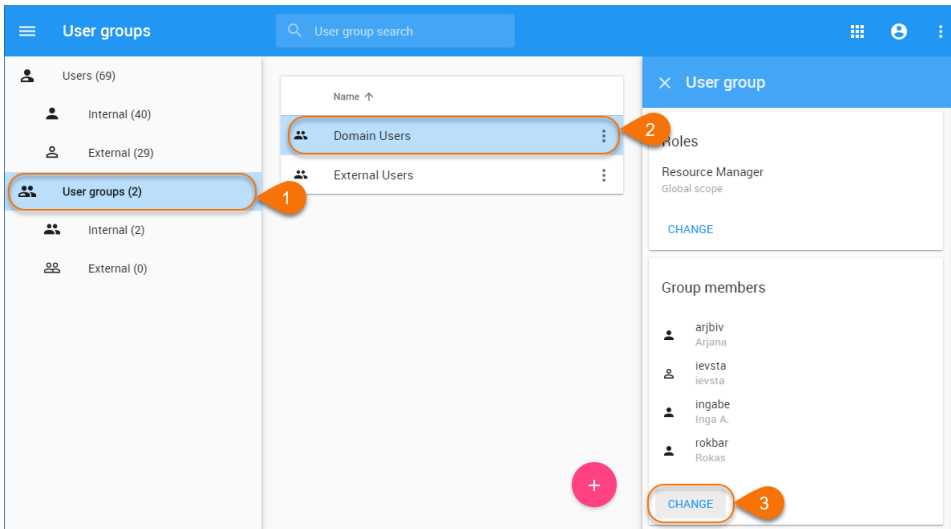 User groups
User group search
Users (69)
Internal (40)
External (29)
User groups (2)
1
Internal (2)
External (0)
Name
Domain Users
2
External Users
User group
Roles
Resource Manager
Global scope
CHANGE
Group members
arjbiv
Arjana
ievsta
ievsta
ingabe
Inga A.
rokbar
Rokas
CHANGE
3